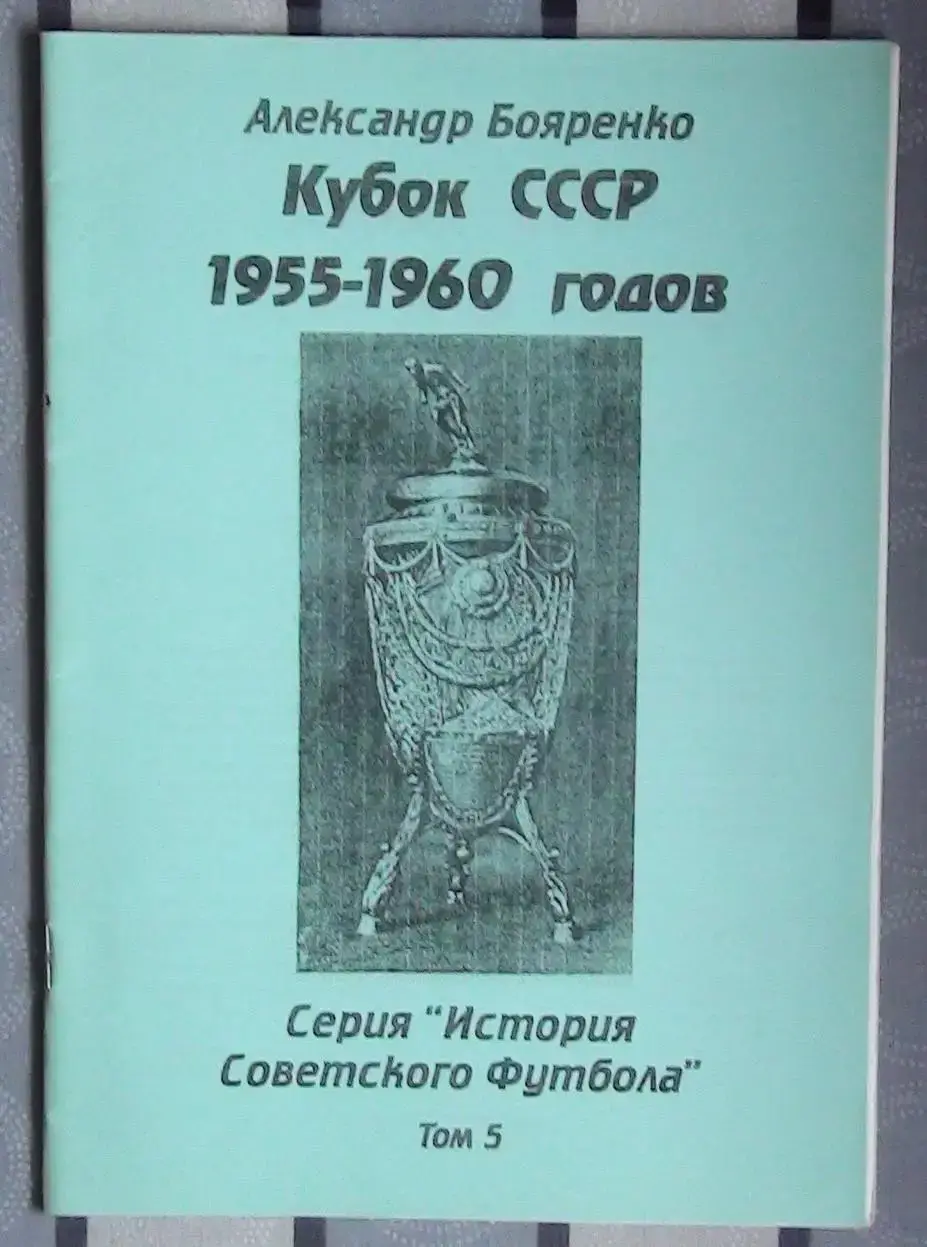 Александр Бояренко
Кубок СССР
1955-1960 годов
Серия "История
Советского Футбола"
Том 5